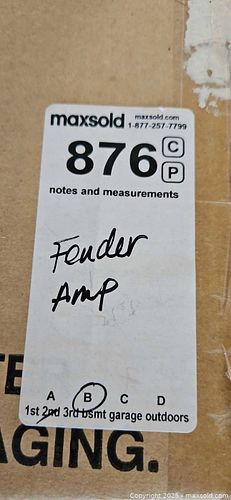 maxsold maxsold.com
1-877-257-7799
876 C
P
notes and measurements
Fender
Amp
A B C D
1st 2nd 3rd bsmt garage outdoors
AGING.
Copyright 2025 - maxsold.com